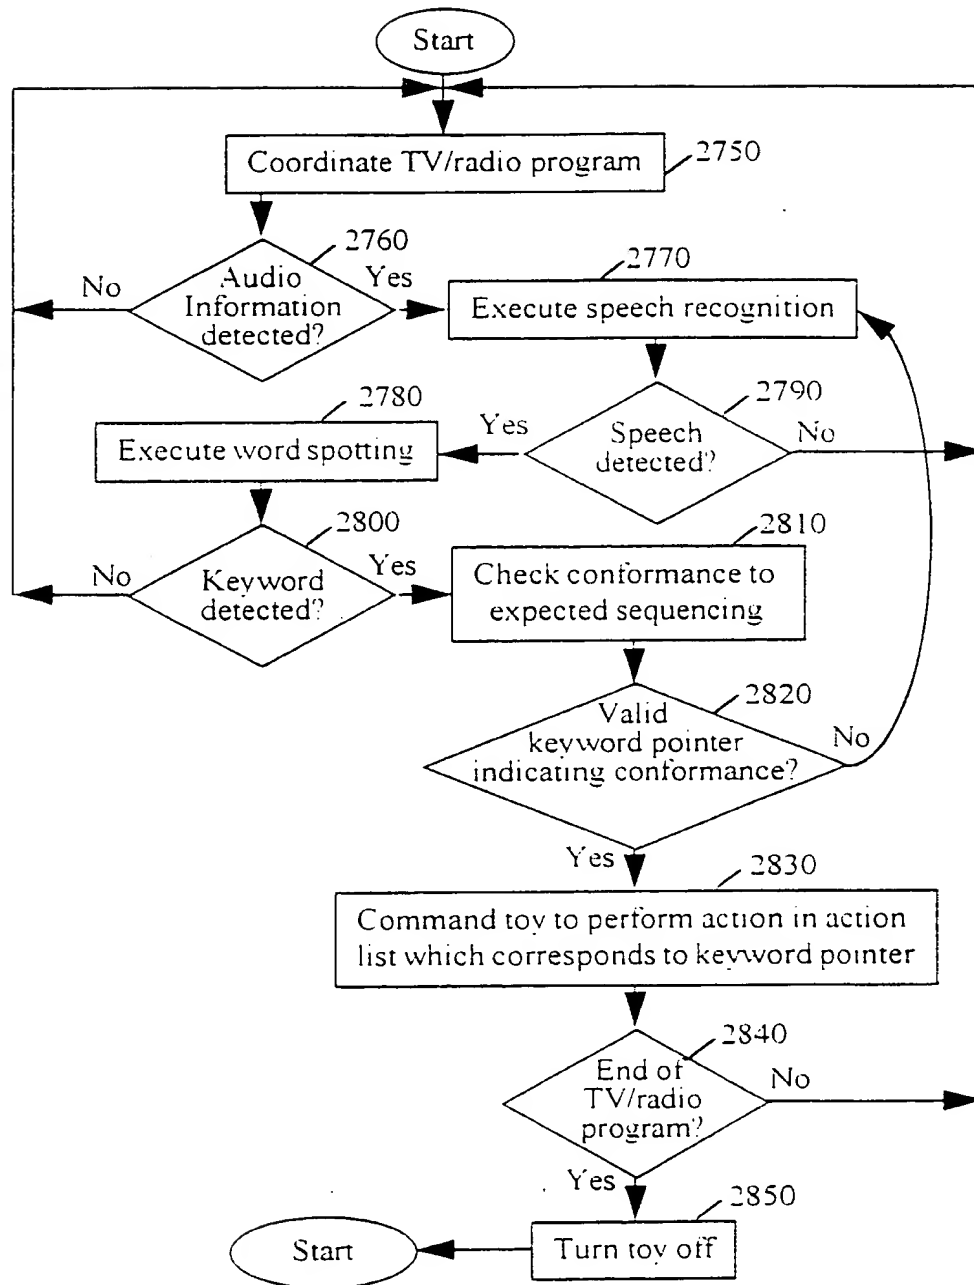 Start
Coordinate TV/radio program
2750
2760
Audio
Information
detected?
No
Yes
2770
Execute speech recognition
2780
Execute word spotting
2790
Speech
detected?
Yes
No
2800
Keyword
detected?
No
Yes
2810
Check conformance to
expected sequencing
2820
Valid
keyword pointer
indicating conformance?
No
Yes
2830
Command toy to perform action in action
list which corresponds to keyword pointer
2840
End of
TV/radio
program?
No
Yes
2850
Turn toy off
Start